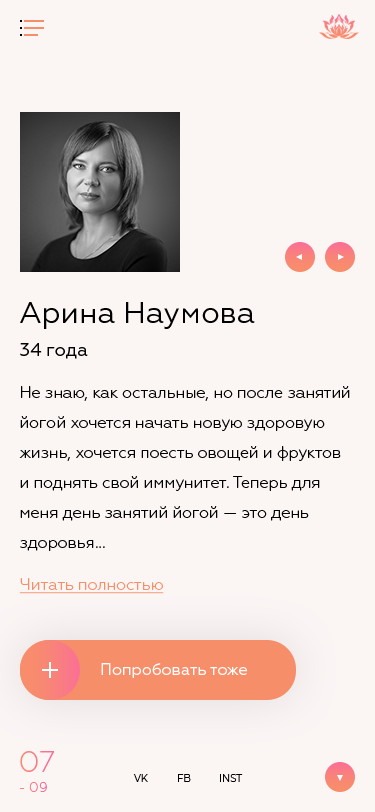 Арина Наумова
34 года
Не знаю, как остальные, но после занятий
йогой хочется начать новую здоровую
жизнь, хочется поесть овощей и фруктов
и поднять свой иммунитет. Теперь для
меня день занятий йогой — это день
здоровья...
Читать полностью
Попробовать тоже
07
- 09
VK FB INST